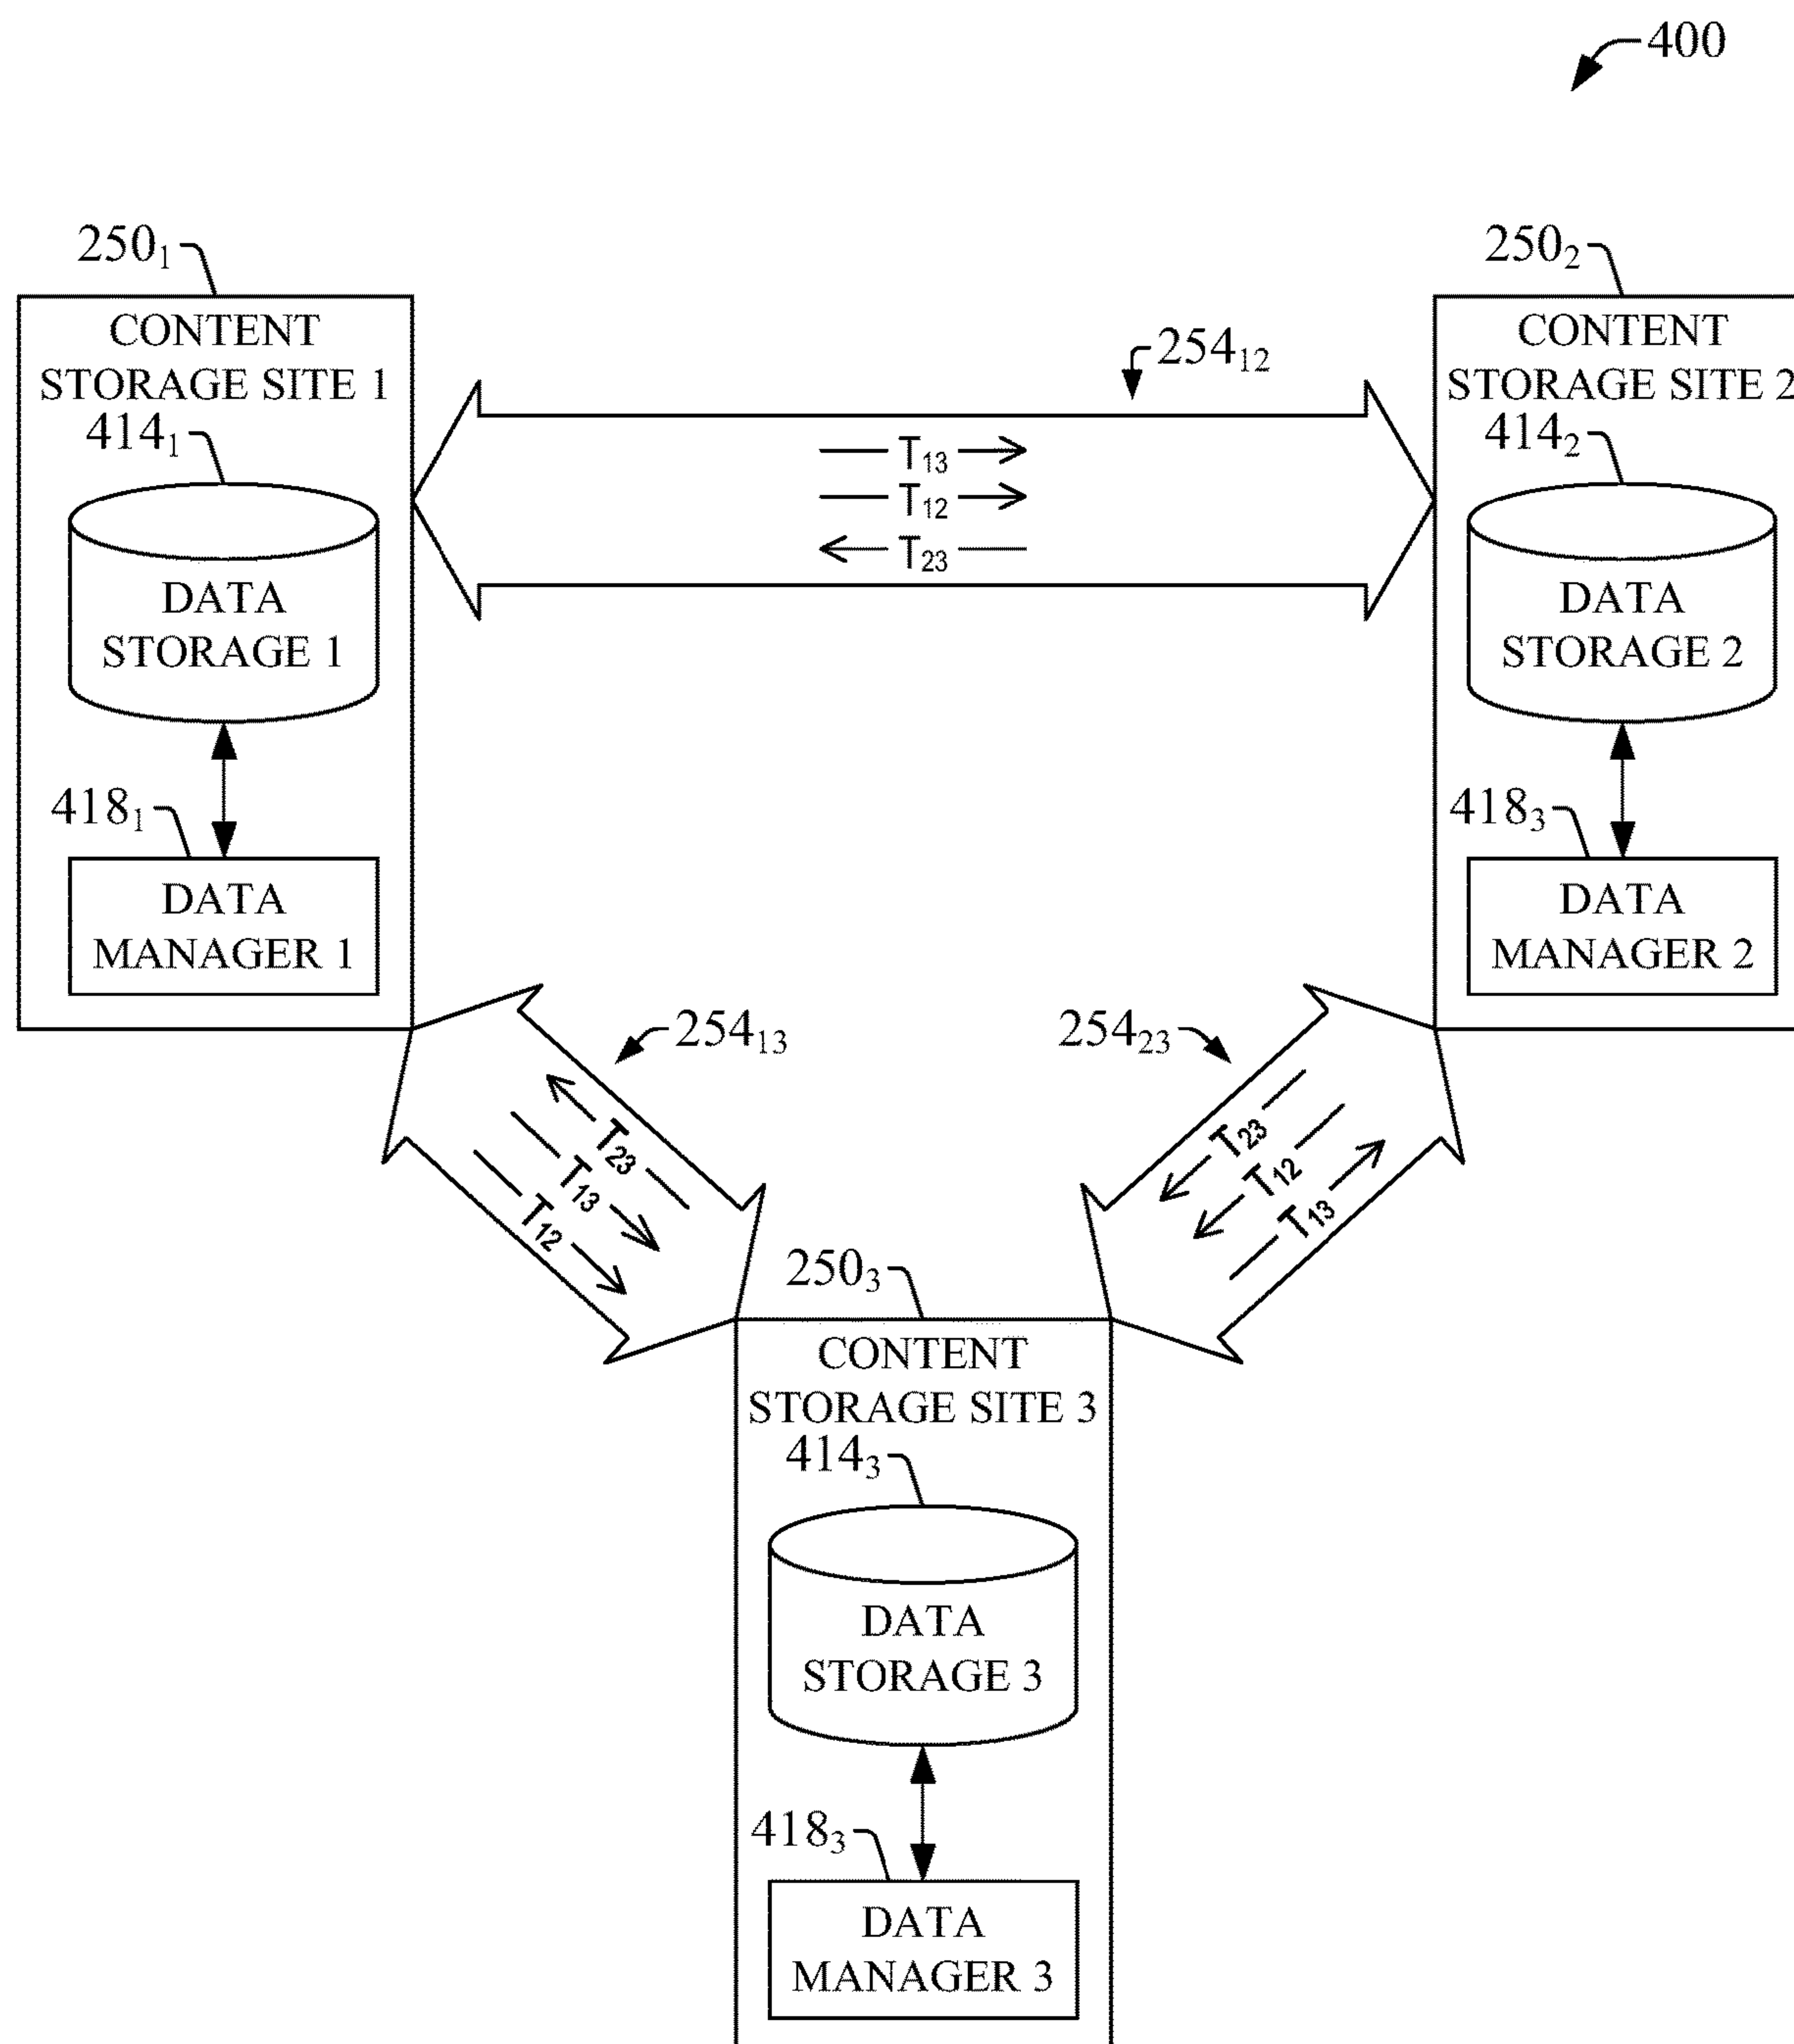 400
250₁
CONTENT
STORAGE SITE 1
414₁
DATA
STORAGE 1
418₁
DATA
MANAGER 1
254₁₂
T₁₃
T₁₂
T₂₃
250₂
CONTENT
STORAGE SITE 2
414₂
DATA
STORAGE 2
418₃
DATA
MANAGER 2
254₁₃
T₂₃
T₁₃
T₁₂
254₂₃
T₂₃
T₁₂
T₁₃
250₃
CONTENT
STORAGE SITE 3
414₃
DATA
STORAGE 3
418₃
DATA
MANAGER 3